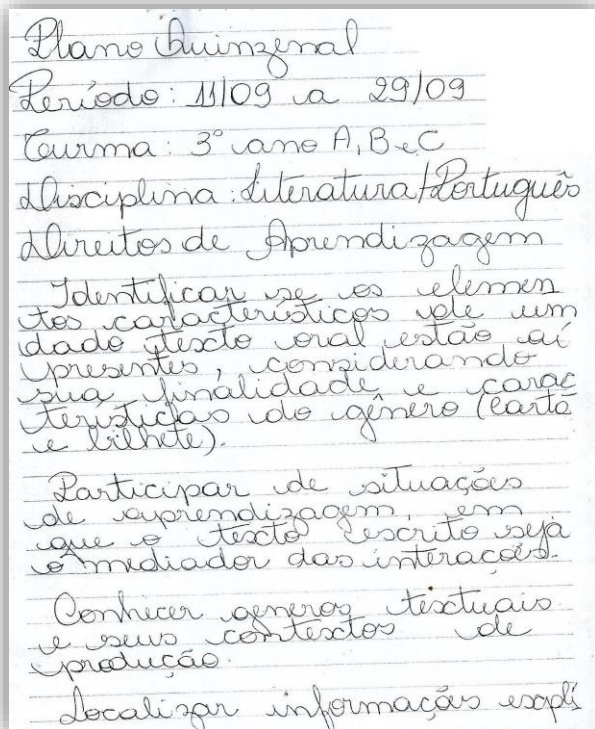 Plano Quinzenal
Período: 11/09 a 29/09
Turma: 3° ano A, B e C
Disciplina: Literatura/Português
Direitos de Aprendizagem
Identificar se os elemen
tos característicos de um
dado texto oral estão aí
presentes, considerando
sua finalidade e carac
terísticas do gênero (carta
e bilhete).
Participar de situações
de aprendizagem, em
que o texto escrito seja
o mediador das interações.
Conhecer generos textuais
e seus contextos de
produção.
Localizar informações explí